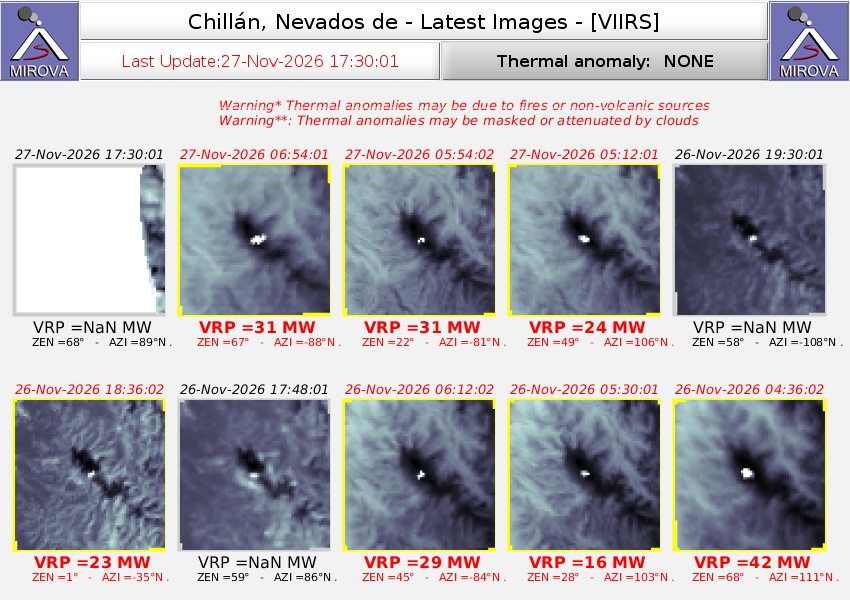 Chillán, Nevados de - Latest Images - [VIIRS]
MIROVA
Last Update:27-Nov-2026 17:30:01
Thermal anomaly: NONE
MIROVA
Warning* Thermal anomalies may be due to fires or non-volcanic sources
Warning**: Thermal anomalies may be masked or attenuated by clouds
27-Nov-2026 17:30:01
27-Nov-2026 06:54:01
27-Nov-2026 05:54:02
27-Nov-2026 05:12:01
26-Nov-2026 19:30:01
VRP =NaN MW
VRP =31 MW
VRP =31 MW
VRP =24 MW
VRP =NaN MW
ZEN =68° - AZI =89°N .
ZEN =67° - AZI =-88°N .
ZEN =22° - AZI =-81°N .
ZEN =49° - AZI =106°N .
ZEN =58° - AZI =-108°N .
26-Nov-2026 18:36:02
26-Nov-2026 17:48:01
26-Nov-2026 06:12:02
26-Nov-2026 05:30:01
26-Nov-2026 04:36:02
VRP =23 MW
VRP =NaN MW
VRP =29 MW
VRP =16 MW
VRP =42 MW
ZEN =1° - AZI =-35°N .
ZEN =59° - AZI =86°N .
ZEN =45° - AZI =-84°N .
ZEN =28° - AZI =103°N .
ZEN =68° - AZI =111°N .